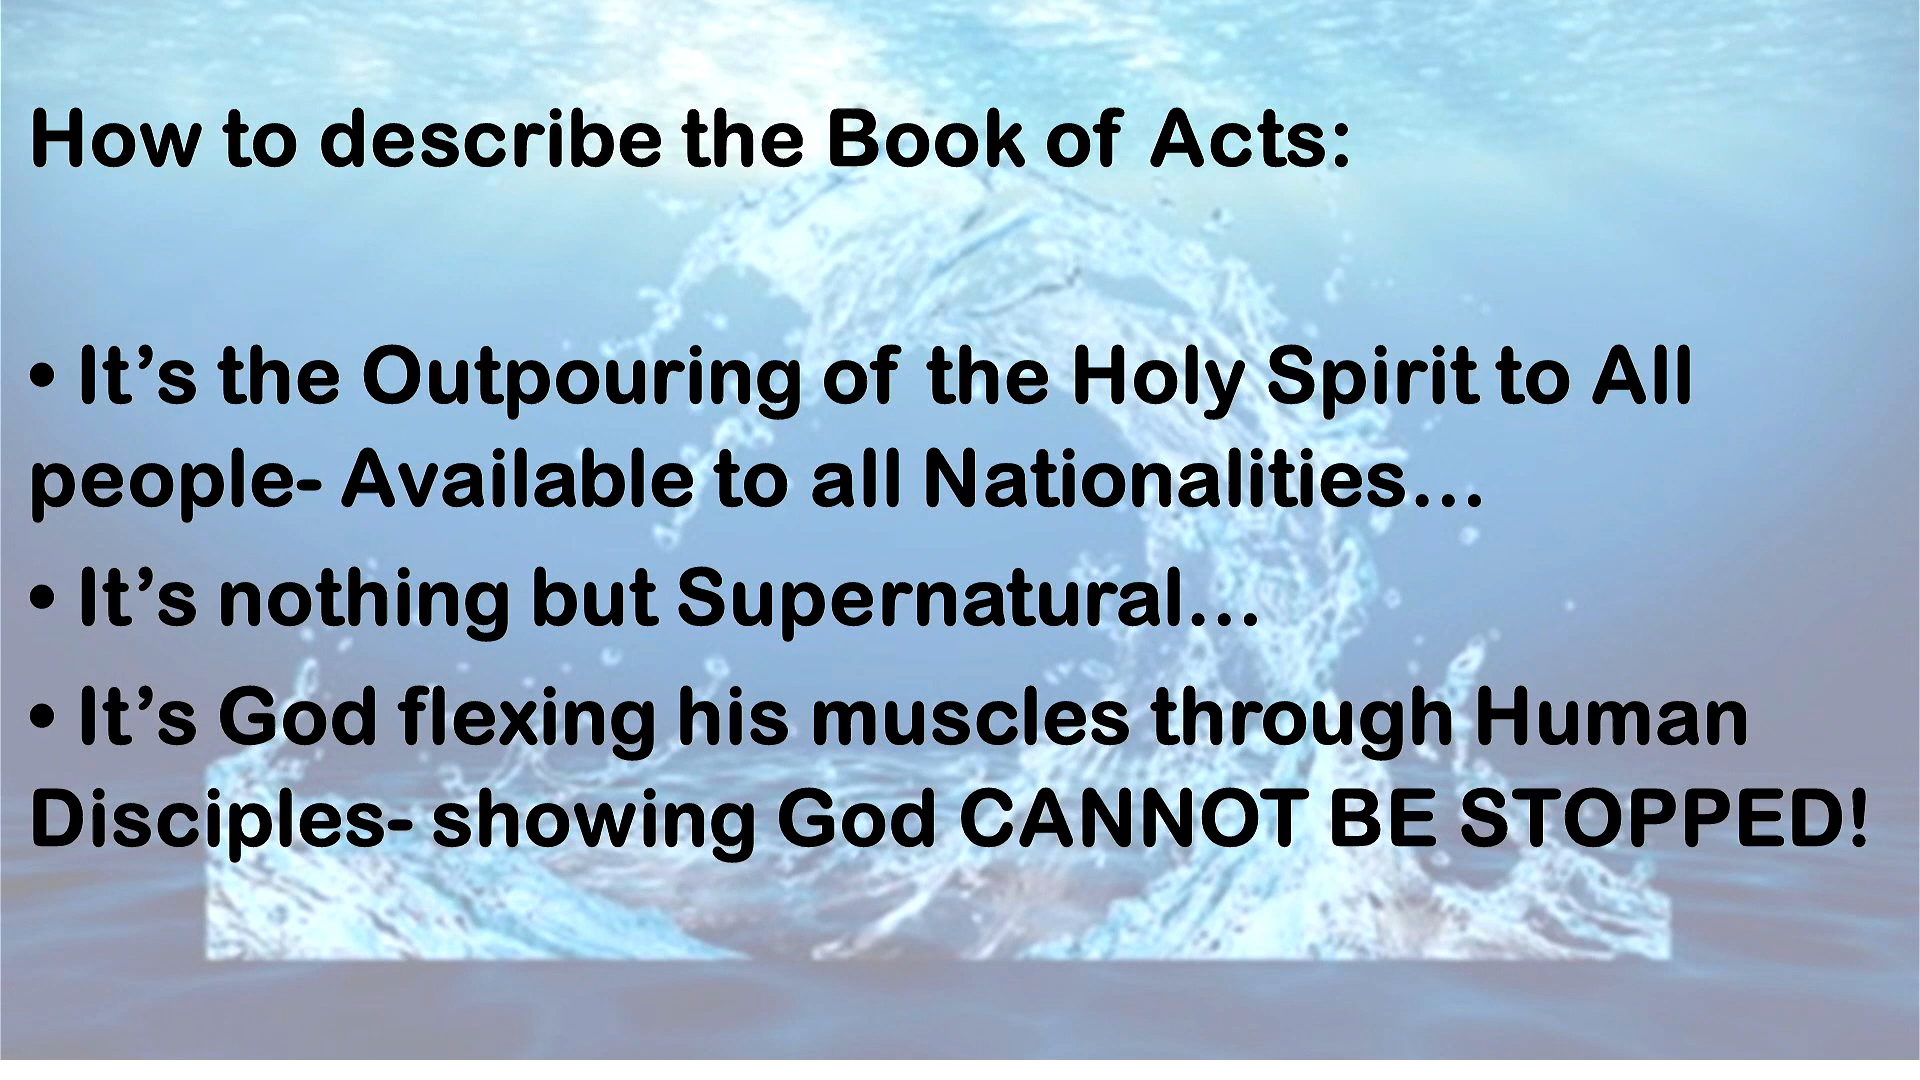 How to describe the Book of Acts:
• It’s the Outpouring of the Holy Spirit to All
people- Available to all Nationalities…
• It’s nothing but Supernatural…
• It’s God flexing his muscles through Human
Disciples- showing God CANNOT BE STOPPED!